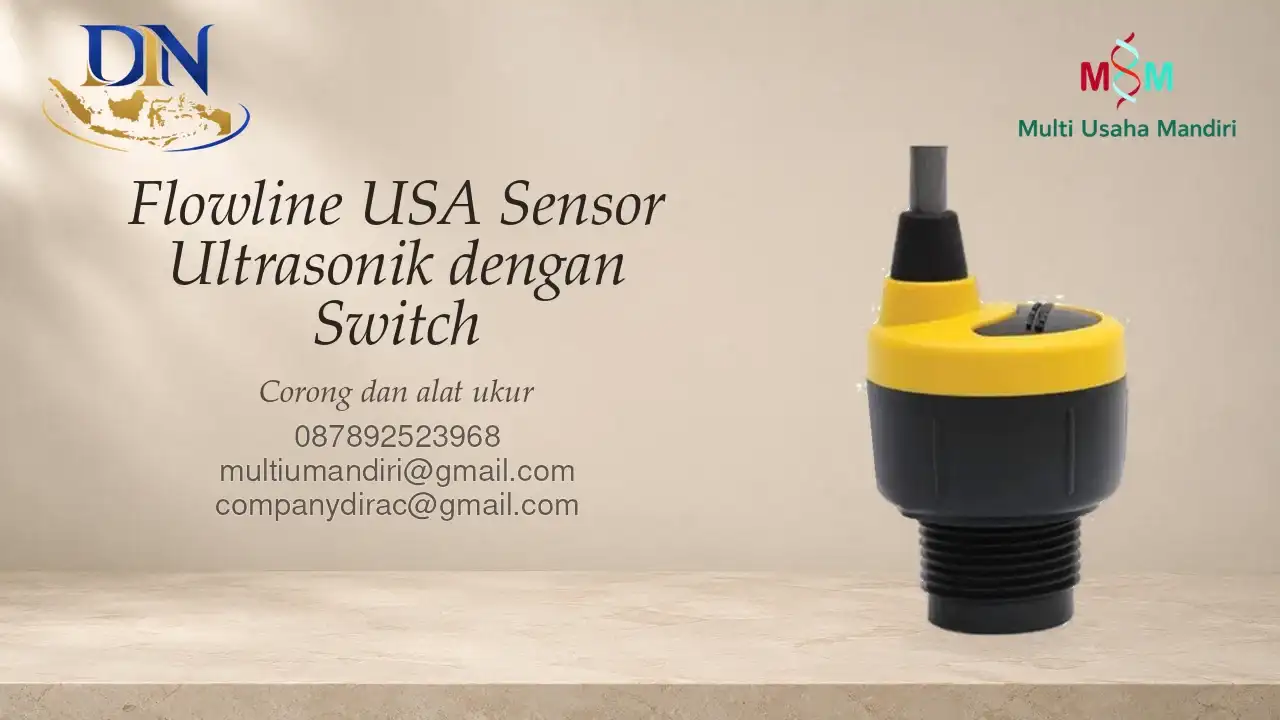 DN
M M
Multi Usaha Mandiri
Flowline USA Sensor
Ultrasonik dengan
Switch
Corong dan alat ukur
087892523968
multiumandiri@gmail.com
companydirac@gmail.com